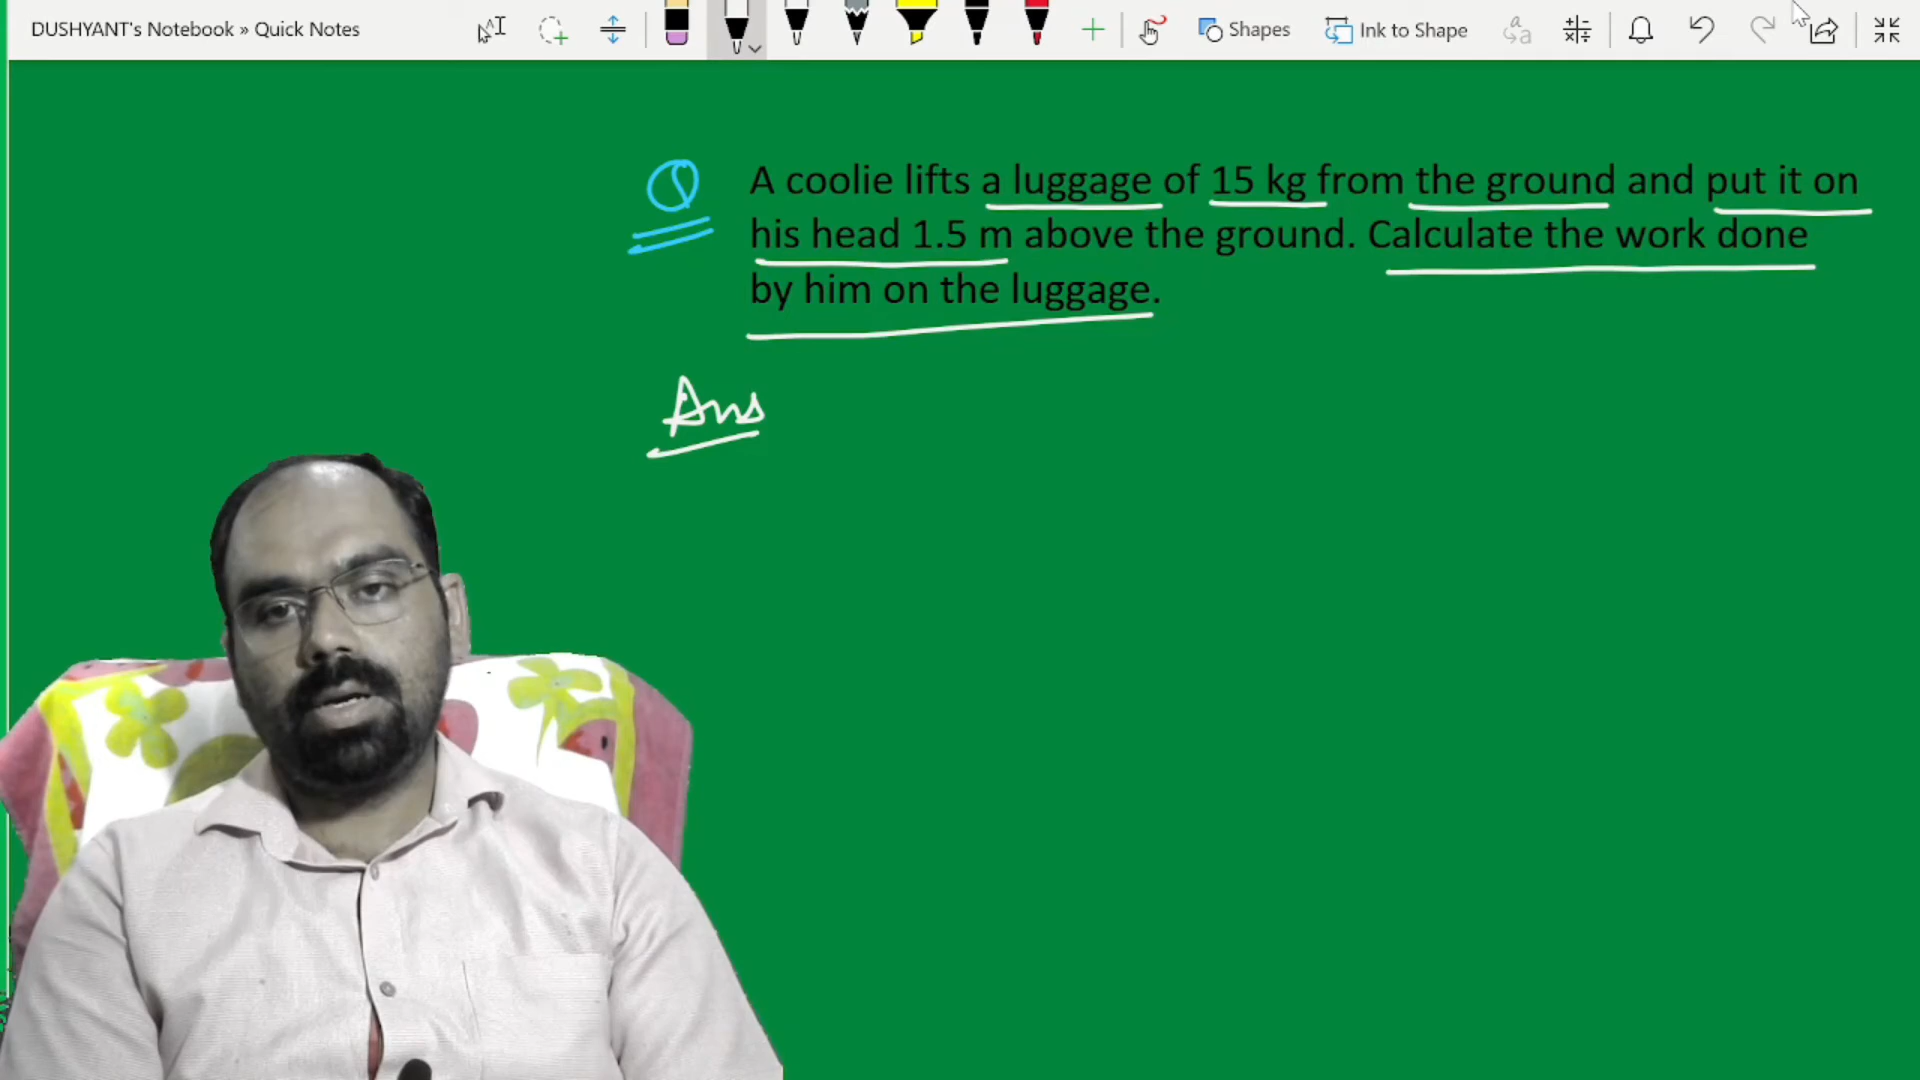 DUSHYANT's Notebook » Quick Notes
Shapes
Ink to Shape
Q
A coolie lifts a luggage of 15 kg from the ground and put it on
his head 1.5 m above the ground. Calculate the work done
by him on the luggage.
Ans